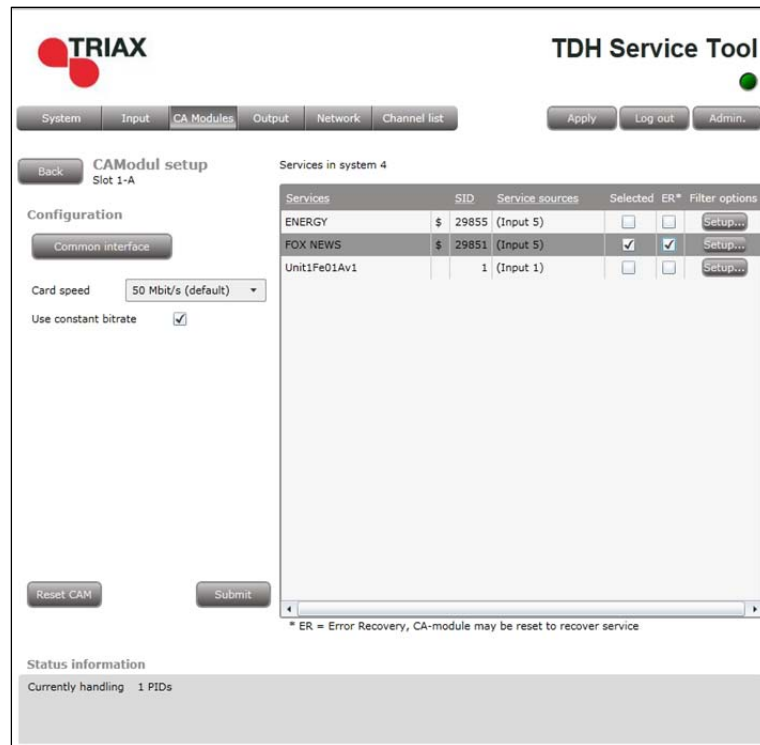 TRIAX
TDH Service Tool
System Input CA Modules Output Network Channel list Apply Log out Admin.
Back CAModul setup
Slot 1-A
Services in system 4
Configuration
Common interface
Card speed 50 Mbit/s (default)
Use constant bitrate
Services SID Service sources Selected ER* Filter options
ENERGY $ 29855 (Input 5) Setup...
FOX NEWS $ 29851 (Input 5) Setup...
Unit1Fe01Av1 1 (Input 1) Setup...
Reset CAM Submit
* ER = Error Recovery, CA-module may be reset to recover service
Status information
Currently handling 1 PIDs